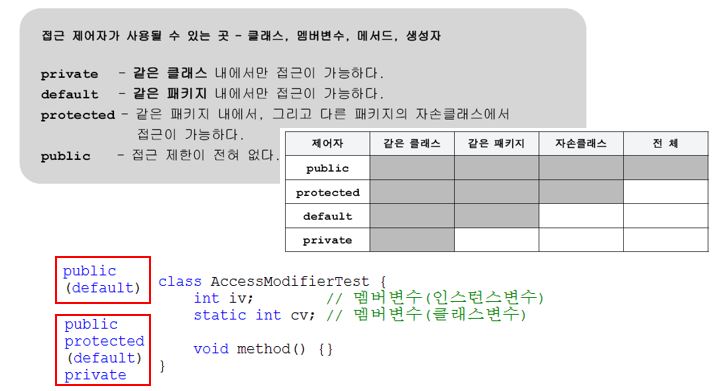 접근 제어자가 사용될 수 있는 곳 – 클래스, 멤버변수, 메서드, 생성자
private – 같은 클래스 내에서만 접근이 가능하다.
default – 같은 패키지 내에서만 접근이 가능하다.
protected – 같은 패키지 내에서, 그리고 다른 패키지의 자손클래스에서
접근이 가능하다.
public – 접근 제한이 전혀 없다.
제어자 같은 클래스 같은 패키지 자손클래스 전 체
public
protected
default
private
public
(default)
class AccessModifierTest {
int iv; // 멤버변수(인스턴스변수)
static int cv; // 멤버변수(클래스변수)
public
protected
(default)
private
void method() {}
}